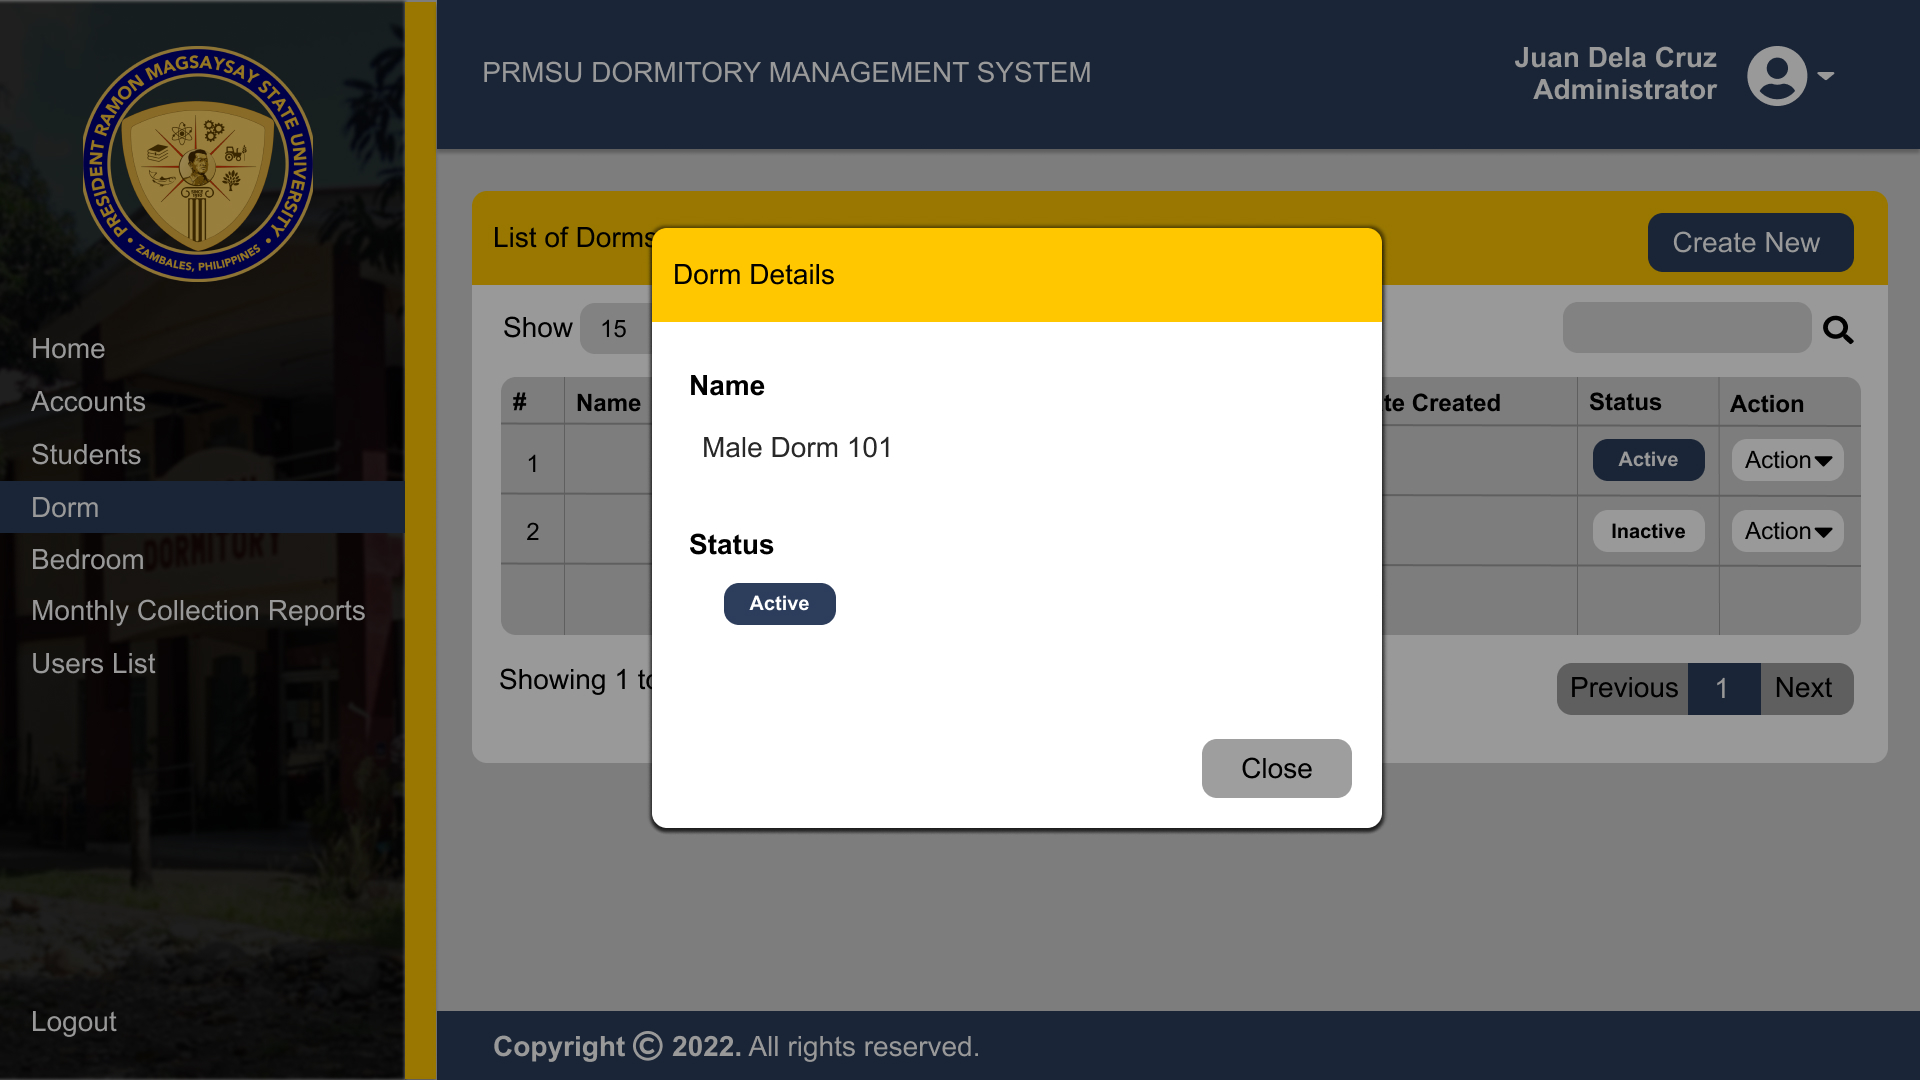 PRESIDENT RAMON MAGSAYSAY STATE UNIVERSITY
• ZAMBALES, PHILIPPINES •
Home
Accounts
Students
Dorm
DORMITORY
Bedroom
Monthly Collection Reports
Users List
Logout
PRMSU DORMITORY MANAGEMENT SYSTEM
Juan Dela Cruz
Administrator
List of Dorms
Create New
Show 15
# Name te Created Status Action
1 Active Action
2 Inactive Action
Showing 1 to
Previous 1 Next
Dorm Details
Name
Male Dorm 101
Status
Active
Close
Copyright © 2022. All rights reserved.